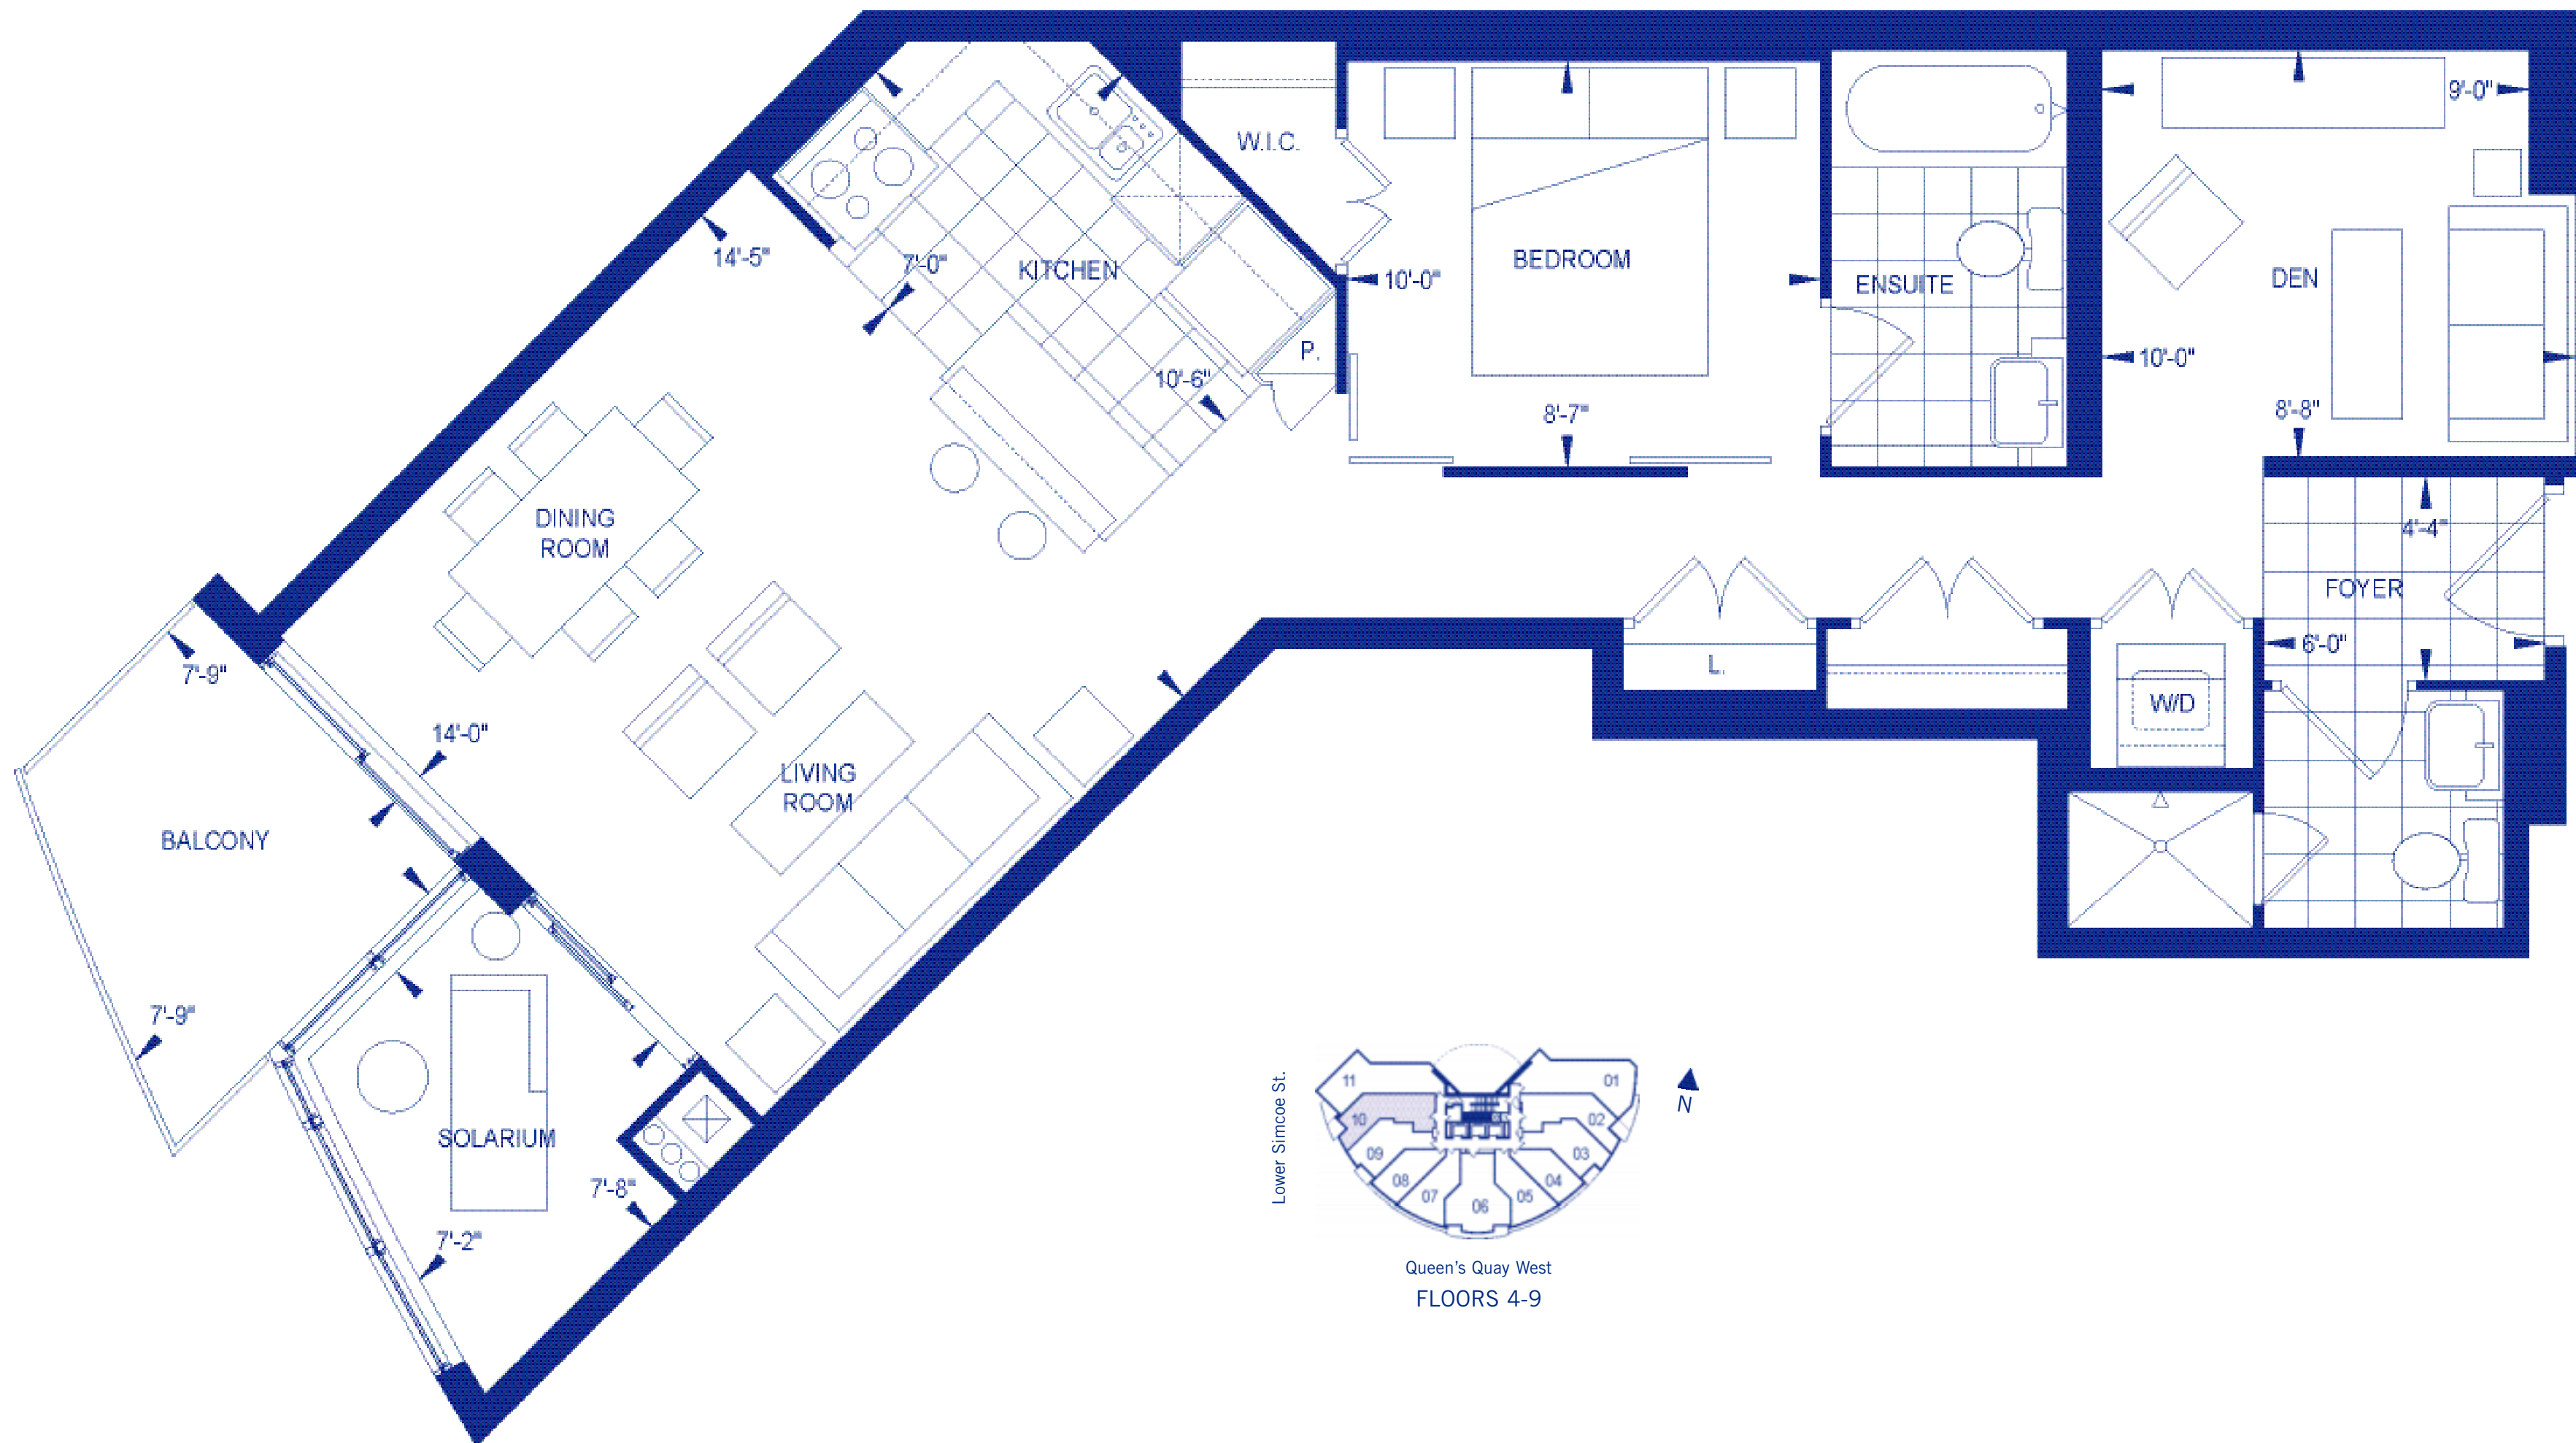 9'-0"
W.I.C.
14'-5"
7'-0"
KITCHEN
10'-0"
BEDROOM
ENSUITE
DEN
P.
10'-6"
10'-0"
8'-7"
8'-8"
DINING
ROOM
4'-4"
FOYER
7'-9"
6'-0"
L.
W/D
14'-0"
LIVING
ROOM
BALCONY
7'-9"
SOLARIUM
7'-8"
7'-2"
Lower Simcoe St.
11
01
10
02
09
03
08
04
07
05
06
N
Queen's Quay West
FLOORS 4-9